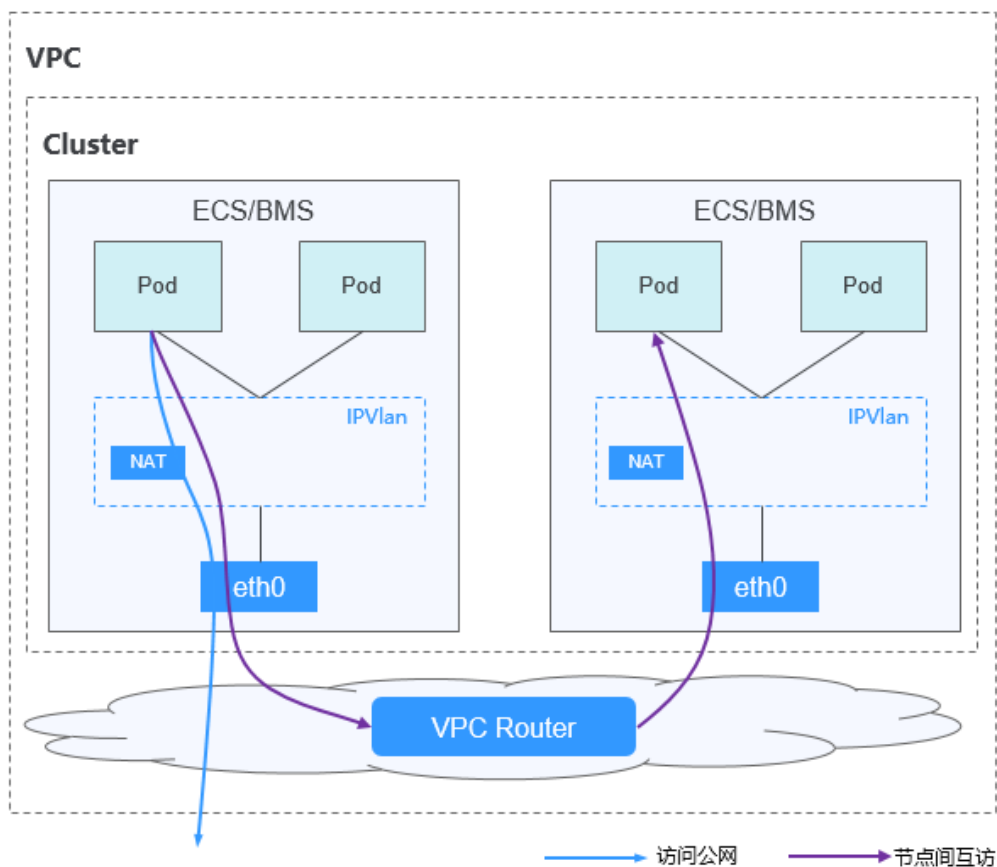 VPC
Cluster
ECS/BMS
ECS/BMS
Pod
Pod
Pod
Pod
IPVlan
IPVlan
NAT
NAT
eth0
eth0
VPC Router
访问公网
节点间互访